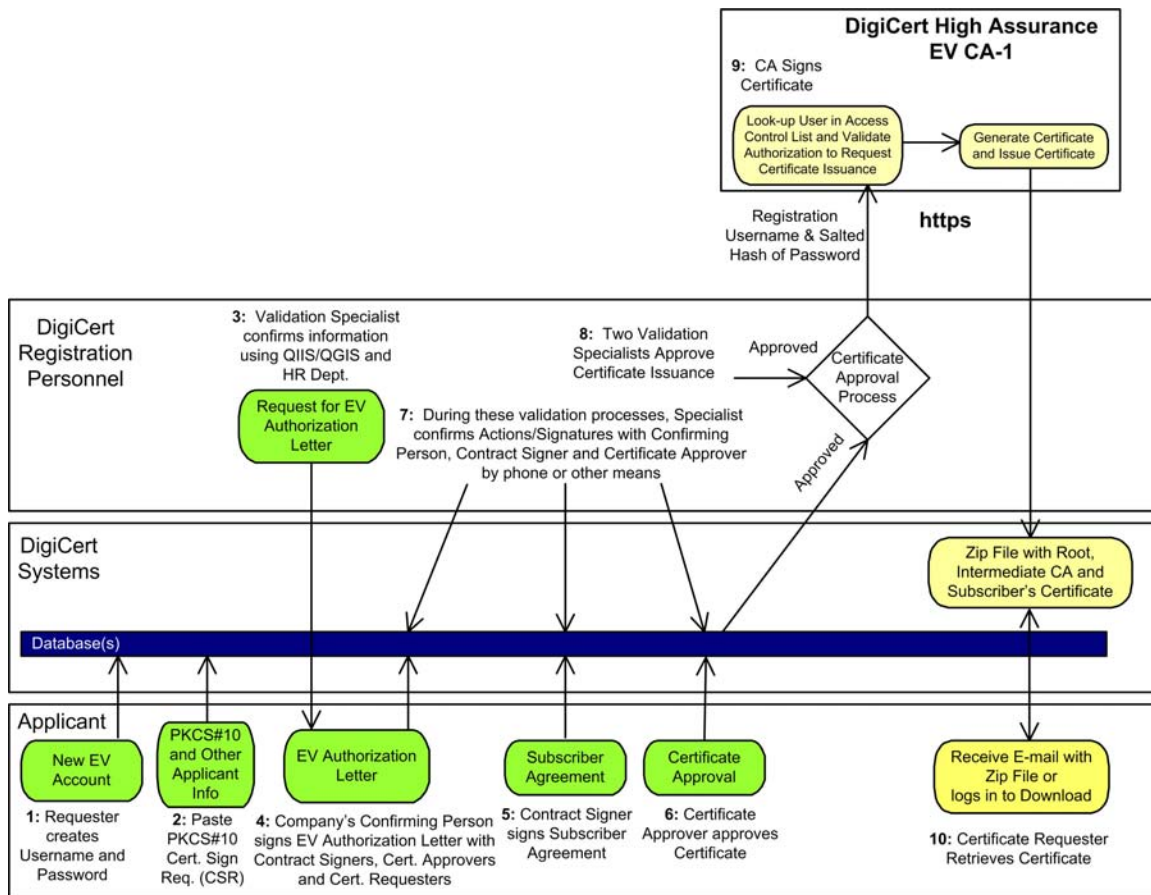 DigiCert High Assurance
EV CA-1
9: CA Signs
Certificate
Look-up User in Access
Control List and Validate
Authorization to Request
Certificate Issuance
Generate Certificate
and Issue Certificate
Registration
Username & Salted
Hash of Password
https
DigiCert
Registration
Personnel
3: Validation Specialist
confirms information
using QIIS/QGIS and
HR Dept.
Request for EV
Authorization
Letter
8: Two Validation
Specialists Approve
Certificate Issuance
Approved
Certificate
Approval
Process
7: During these validation processes, Specialist
confirms Actions/Signatures with Confirming
Person, Contract Signer and Certificate Approver
by phone or other means
Approved
DigiCert
Systems
Zip File with Root,
Intermediate CA and
Subscriber's Certificate
Database(s)
Applicant
New EV
Account
PKCS#10
and Other
Applicant
Info
EV Authorization
Letter
Subscriber
Agreement
Certificate
Approval
Receive E-mail with
Zip File or
logs in to Download
1: Requester
creates
Username and
Password
2: Paste
PKCS#10
Cert. Sign
Req. (CSR)
4: Company's Confirming Person
signs EV Authorization Letter with
Contract Signers, Cert. Approvers
and Cert. Requesters
5: Contract Signer
signs Subscriber
Agreement
6: Certificate
Approver approves
Certificate
10: Certificate Requester
Retrieves Certificate